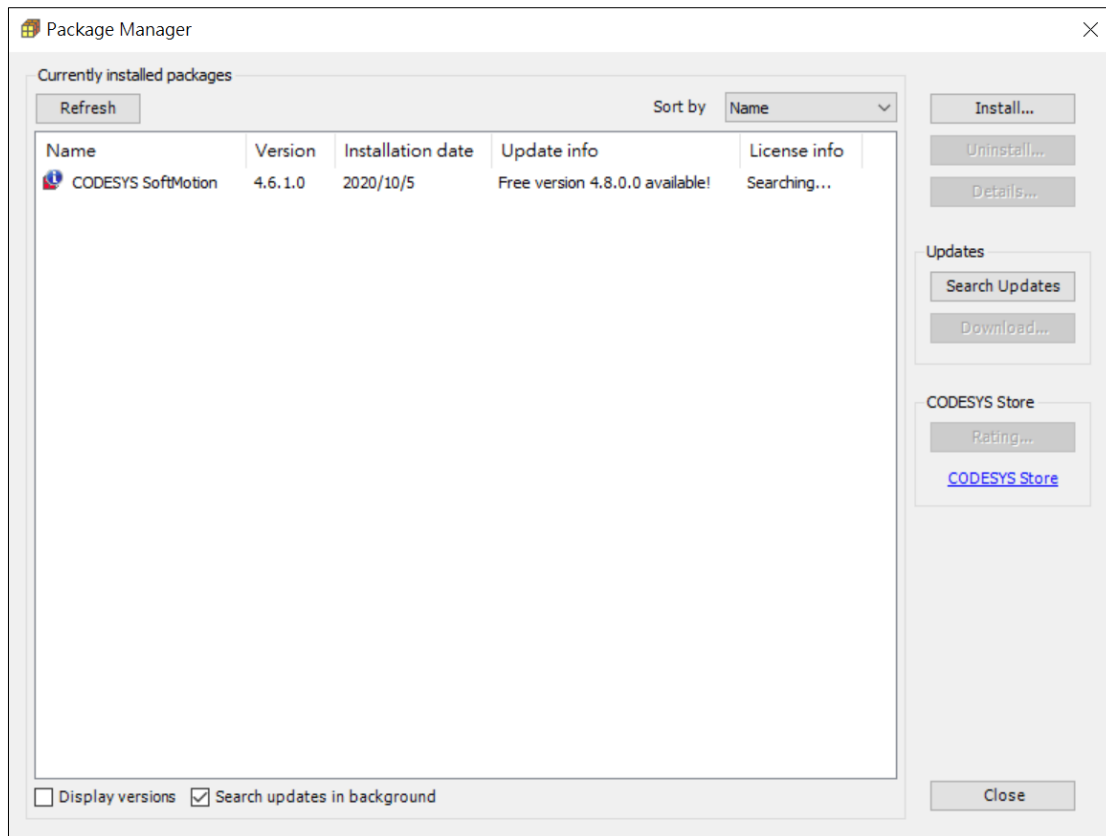 Package Manager
Currently installed packages
Refresh
Sort by
Name
Install...
Name Version Installation date Update info License info
Uninstall...
CODESYS SoftMotion 4.6.1.0 2020/10/5 Free version 4.8.0.0 available! Searching...
Details...
Updates
Search Updates
Download...
CODESYS Store
Rating...
CODESYS Store
Display versions
Search updates in background
Close